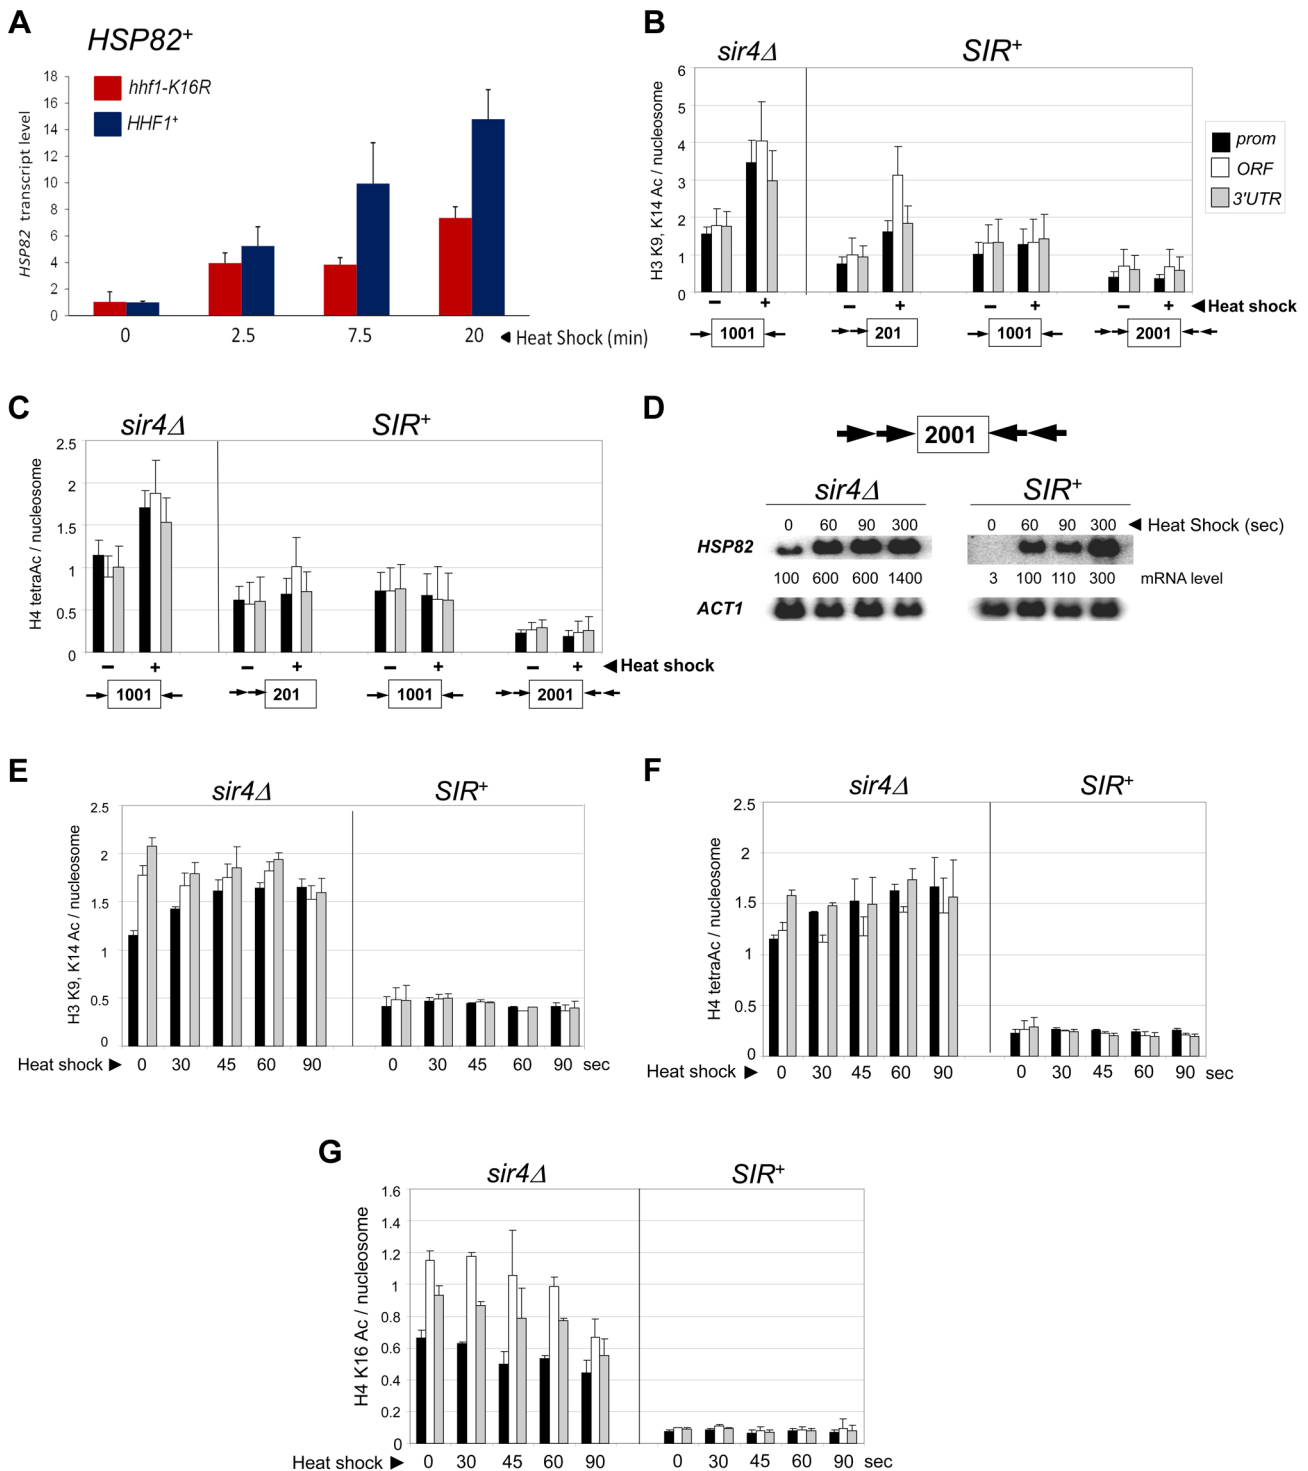 A
HSP82+
hhf1-K16R
HHF1+
HSP82 transcript level
18
16
14
12
10
8
6
4
2
0
0 2.5 7.5 20 ◄ Heat Shock (min)
B
sir4Δ SIR+
H3 K9, K14 Ac / nucleosome
6
5
4
3
2
1
0
prom
ORF
3'UTR
– + – + – + – + ◄ Heat shock
1001 201 1001 2001
C
sir4Δ SIR+
H4 tetraAc / nucleosome
2.5
2
1.5
1
0.5
0
– + – + – + – + ◄ Heat shock
1001 201 1001 2001
D
2001
sir4Δ SIR+
0 60 90 300 0 60 90 300 ◄ Heat Shock (sec)
HSP82
100 600 600 1400 3 100 110 300 mRNA level
ACT1
E
sir4Δ SIR+
H3 K9, K14 Ac / nucleosome
2.5
2
1.5
1
0.5
0
Heat shock ► 0 30 45 60 90 0 30 45 60 90 sec
F
sir4Δ SIR+
H4 tetraAc / nucleosome
2.5
2
1.5
1
0.5
0
Heat shock ► 0 30 45 60 90 0 30 45 60 90 sec
G
sir4Δ SIR+
H4 K16 Ac / nucleosome
1.6
1.4
1.2
1
0.8
0.6
0.4
0.2
0
Heat shock ► 0 30 45 60 90 0 30 45 60 90 sec